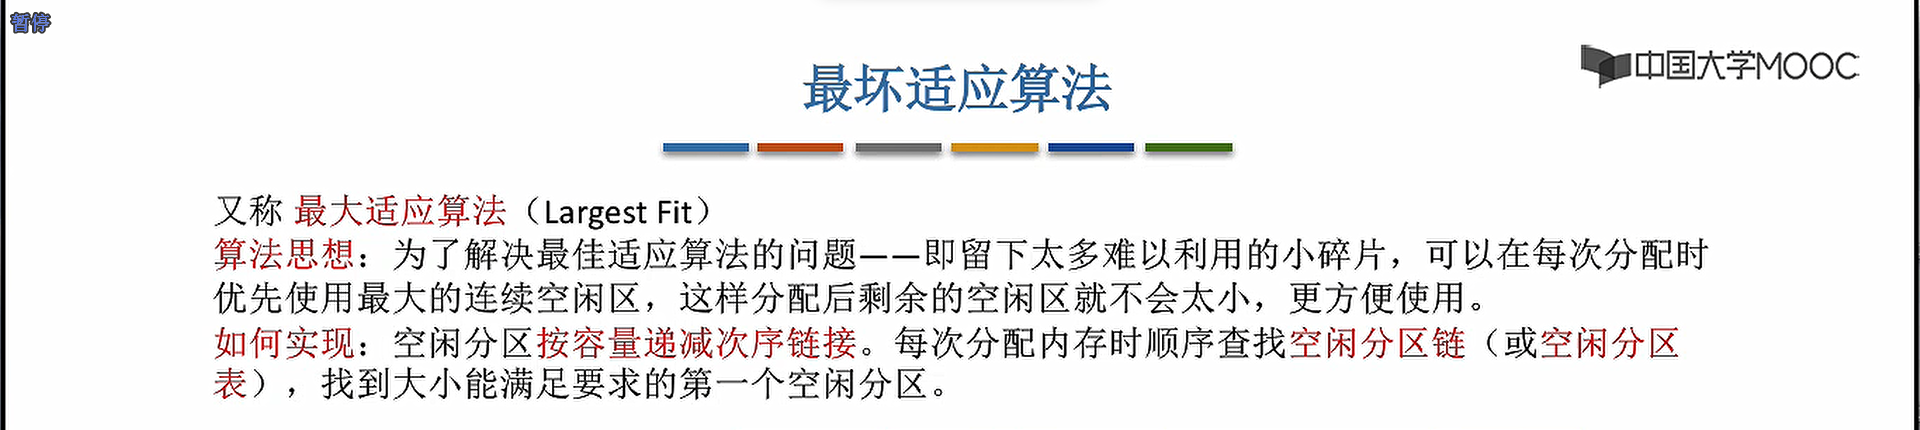 暂停
中国大学MOOC
最坏适应算法
又称 最大适应算法（Largest Fit）
算法思想：为了解决最佳适应算法的问题——即留下太多难以利用的小碎片，可以在每次分配时
优先使用最大的连续空闲区，这样分配后剩余的空闲区就不会太小，更方便使用。
如何实现：空闲分区按容量递减次序链接。每次分配内存时顺序查找空闲分区链（或空闲分区
表），找到大小能满足要求的第一个空闲分区。